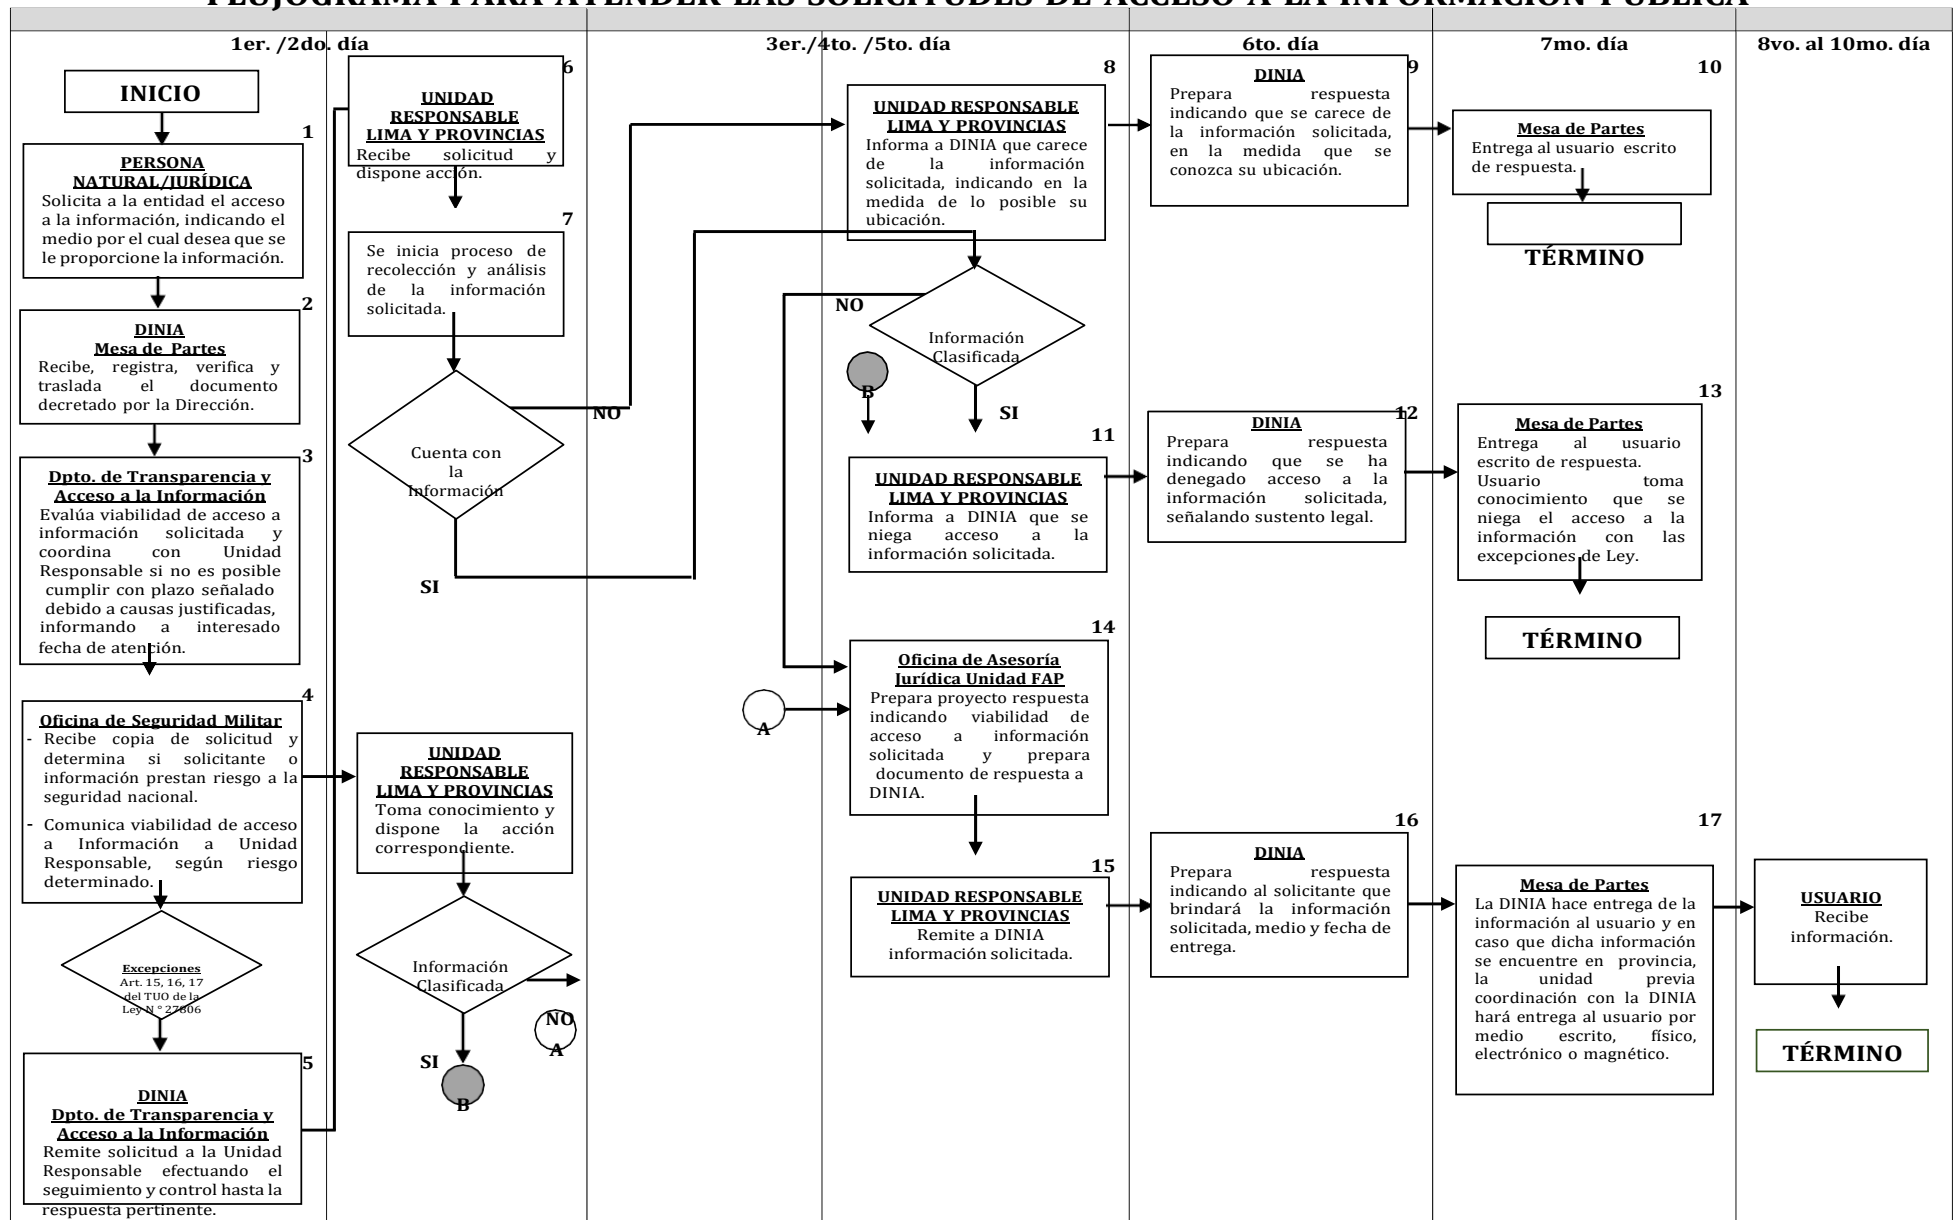 FLUJOGRAMA PARA ATENDER LAS SOLICITUDES DE ACCESO A LA INFORMACIÓN PÚBLICA
1er. /2do. día
3er./4to. /5to. día
6to. día
7mo. día
8vo. al 10mo. día
INICIO
1
PERSONA
NATURAL/JURÍDICA
Solicita a la entidad el acceso
a la información, indicando el
medio por el cual desea que se
le proporcione la información.
2
DINIA
Mesa de Partes
Recibe, registra, verifica y
traslada el documento
decretado por la Dirección.
3
Dpto. de Transparencia y
Acceso a la Información
Evalúa viabilidad de acceso a
información solicitada y
coordina con Unidad
Responsable si no es posible
cumplir con plazo señalado
debido a causas justificadas,
informando a interesado
fecha de atención.
4
Oficina de Seguridad Militar
- Recibe copia de solicitud y
determina si solicitante o
información prestan riesgo a la
seguridad nacional.
- Comunica viabilidad de acceso
a Información a Unidad
Responsable, según riesgo
determinado.
Excepciones
Art. 15, 16, 17
del TUO de la
Ley N ° 27806
5
DINIA
Dpto. de Transparencia y
Acceso a la Información
Remite solicitud a la Unidad
Responsable efectuando el
seguimiento y control hasta la
respuesta pertinente.
6
UNIDAD
RESPONSABLE
LIMA Y PROVINCIAS
Recibe solicitud y
dispone acción.
7
Se inicia proceso de
recolección y análisis
de la información
solicitada.
Cuenta con
la
Información
NO
SI
UNIDAD
RESPONSABLE
LIMA Y PROVINCIAS
Toma conocimiento y
dispone la acción
correspondiente.
Información
Clasificada
NO
A
SI
B
8
UNIDAD RESPONSABLE
LIMA Y PROVINCIAS
Informa a DINIA que carece
de la información
solicitada, indicando en la
medida de lo posible su
ubicación.
NO
Información
Clasificada
B
SI
11
UNIDAD RESPONSABLE
LIMA Y PROVINCIAS
Informa a DINIA que se
niega acceso a la
información solicitada.
14
Oficina de Asesoría
Jurídica Unidad FAP
Prepara proyecto respuesta
indicando viabilidad de
acceso a información
solicitada y prepara
documento de respuesta a
DINIA.
A
15
UNIDAD RESPONSABLE
LIMA Y PROVINCIAS
Remite a DINIA
información solicitada.
9
DINIA
Prepara respuesta
indicando que se carece de
la información solicitada,
en la medida que se
conozca su ubicación.
12
DINIA
Prepara respuesta
indicando que se ha
denegado acceso a la
información solicitada,
señalando sustento legal.
16
DINIA
Prepara respuesta
indicando al solicitante que
brindará la información
solicitada, medio y fecha de
entrega.
10
Mesa de Partes
Entrega al usuario escrito
de respuesta.
TÉRMINO
13
Mesa de Partes
Entrega al usuario
escrito de respuesta.
Usuario toma
conocimiento que se
niega el acceso a la
información con las
excepciones de Ley.
TÉRMINO
17
Mesa de Partes
La DINIA hace entrega de la
información al usuario y en
caso que dicha información
se encuentre en provincia,
la unidad previa
coordinación con la DINIA
hará entrega al usuario por
medio escrito, físico,
electrónico o magnético.
USUARIO
Recibe
información.
TÉRMINO